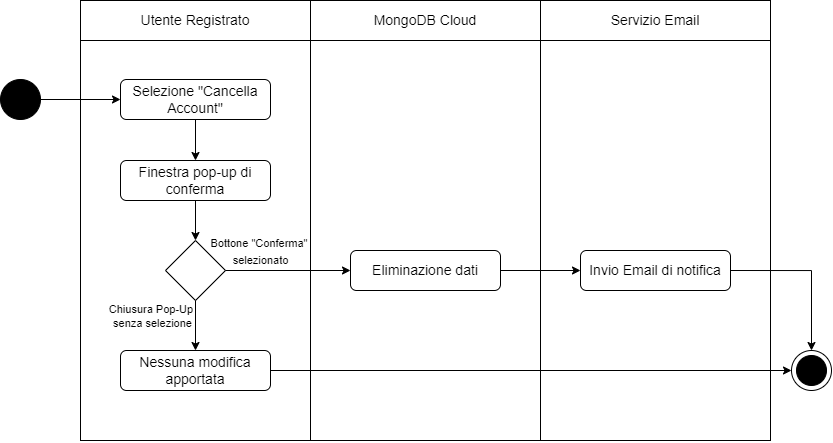 Utente Registrato
MongoDB Cloud
Servizio Email
Selezione "Cancella
Account"
Finestra pop-up di
conferma
Bottone "Conferma"
selezionato
Eliminazione dati
Invio Email di notifica
Chiusura Pop-Up
senza selezione
Nessuna modifica
apportata